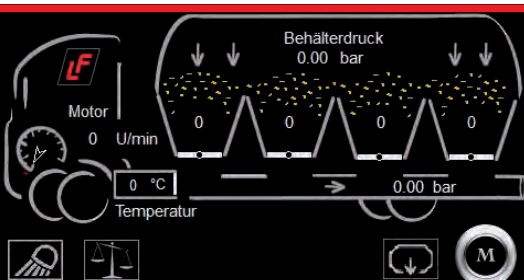 Behälterdruck
0.00 bar
LF
Motor
0 U/min
0 0 0 0
0 °C
0.00 bar
Temperatur
M